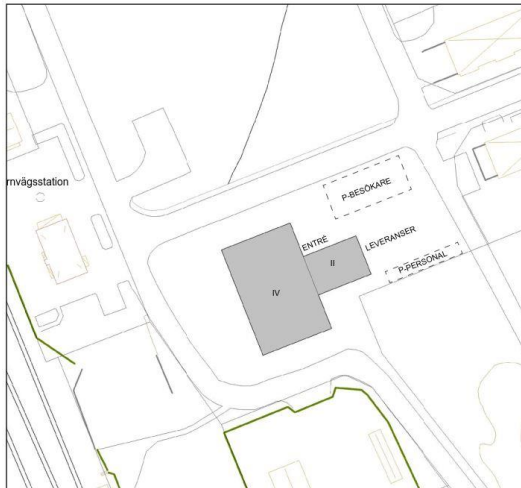 rnvägsstation
P-BESÖKARE
ENTRÉ
LEVERANSER
II
P-PERSONAL
IV